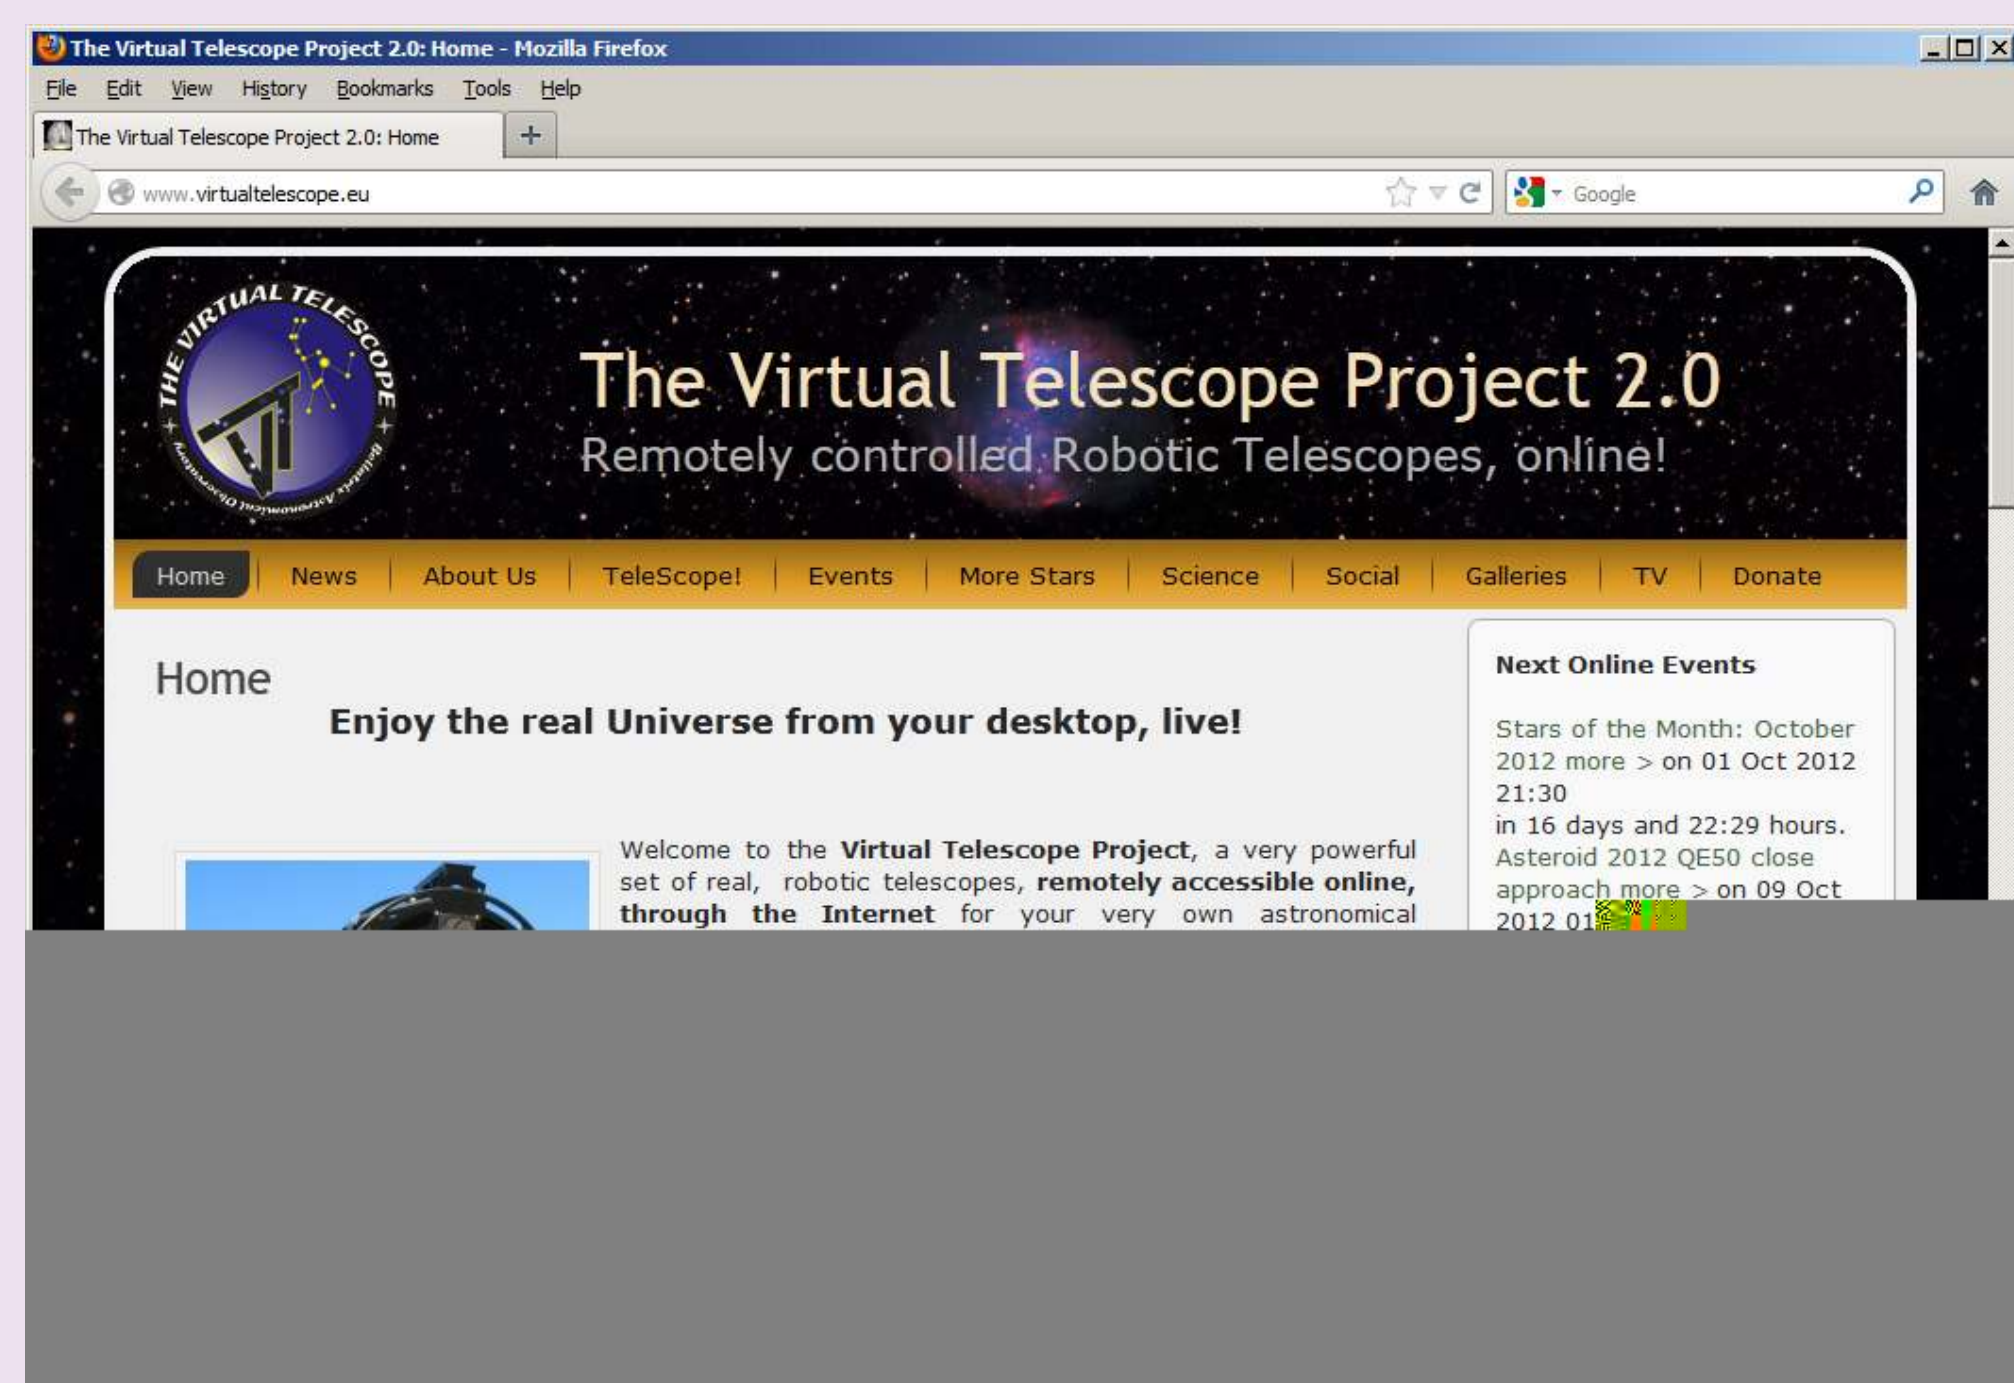 The Virtual Telescope Project 2.0: Home - Mozilla Firefox
File Edit View History Bookmarks Tools Help
The Virtual Telescope Project 2.0: Home
www.virtualtelescope.eu
Google
THE VIRTUAL TELESCOPE
Bellatrix Astronomical Observatory
The Virtual Telescope Project 2.0
Remotely controlled Robotic Telescopes, online!
Home News About Us TeleScope! Events More Stars Science Social Galleries TV Donate
Home
Enjoy the real Universe from your desktop, live!
Welcome to the Virtual Telescope Project, a very powerful
set of real, robotic telescopes, remotely accessible online,
through the Internet for your very own astronomical
Next Online Events
Stars of the Month: October
2012 more > on 01 Oct 2012
21:30
in 16 days and 22:29 hours.
Asteroid 2012 QE50 close
approach more > on 09 Oct
2012 01